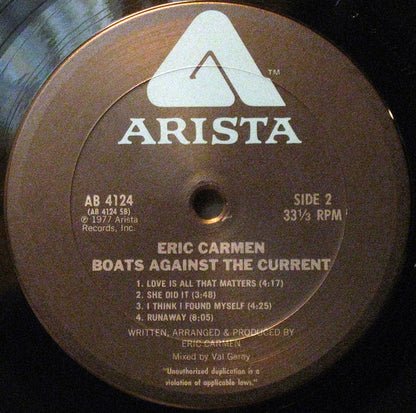 TM
ARISTA
AB 4124
(AB 4124 SB)
℗ 1977 Arista
Records, Inc.
SIDE 2
33⅓ RPM
ERIC CARMEN
BOATS AGAINST THE CURRENT
1. LOVE IS ALL THAT MATTERS (4:17)
2. SHE DID IT (3:48)
3. I THINK I FOUND MYSELF (4:25)
4. RUNAWAY (8:05)
WRITTEN, ARRANGED & PRODUCED BY
ERIC CARMEN
Mixed by Val Garay
"Unauthorized duplication is a
violation of applicable laws."